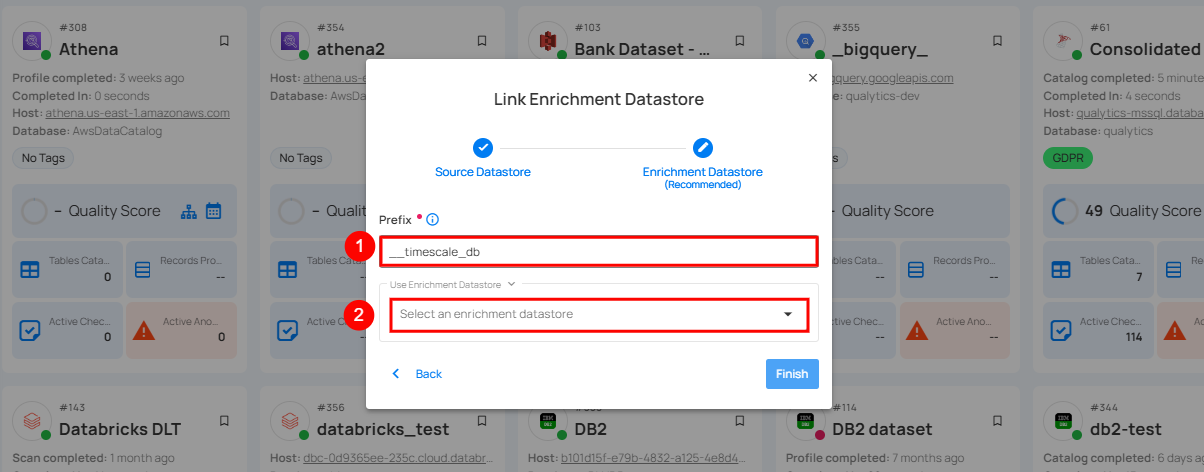 #308
Athena
Profile completed: 3 weeks ago
Completed In: 0 seconds
Host: athena.us-east-1.amazonaws.com
Database: AwsDataCatalog
No Tags
– Quality Score
Tables Cata...
0
Records Pro...
--
Active Chec...
0
Active Ano...
0
#354
athena2
Host: athena.us-e
Database: AwsDa
No Tags
– Qualit
Tables Cata
Active C
#103
Bank Dataset - ...
#355
_bigquery_
gquery.googleapis.com
e: qualytics-dev
s
– Quality Score
bles Cata...
--
Records Pro...
--
ctive Chec...
--
Active Ano...
--
#61
Consolidated
Catalog completed: 5 minute
Completed In: 4 seconds
Host: qualytics-mssql.databa
Database: qualytics
GDPR
49 Quality Score
Tables Cata...
7
Active Chec...
114
Link Enrichment Datastore
Source Datastore
Enrichment Datastore
(Recommended)
Prefix
1
__timescale_db
Use Enrichment Datastore
2
Select an enrichment datastore
Back
Finish
#143
Databricks DLT
Scan completed: 1 month ago
#356
databricks_test
Host: dbc-0d9365ee-235c.cloud.databr...
DB2
Host: b101d15f-e79b-4832-a125-4e8d4...
#114
DB2 dataset
Profile completed: 7 months ago
#344
db2-test
Catalog completed: 6 days ag